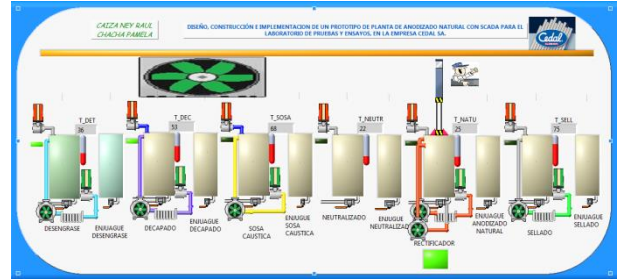 CAIZA NEY RAUL
CHACHA PAMELA
DISEÑO, CONSTRUCCIÓN E IMPLEMENTACION DE UN PROTOTIPO DE PLANTA DE ANODIZADO NATURAL CON SCADA PARA EL
LABORATORIO DE PRUEBAS Y ENSAYOS, EN LA EMPRESA CEDAL SA.
Cedal
T_DET
36
T_DEC
53
T_SOSA
68
T_NEUTR
22
T_NATU
25
T_SELL
75
DESENGRASE
ENJUAGUE
DESENGRASE
DECAPADO
ENJUAGUE
DECAPADO
SOSA
CAUSTICA
ENJUGUE
SOSA
CAUSTICA
NEUTRALIZADO
ENJUGUE
NEUTRALIZADO
RECTIFICADOR
ENJUAGUE
ANODIZADO
NATURAL
SELLADO
ENJUAGUE
SELLADO